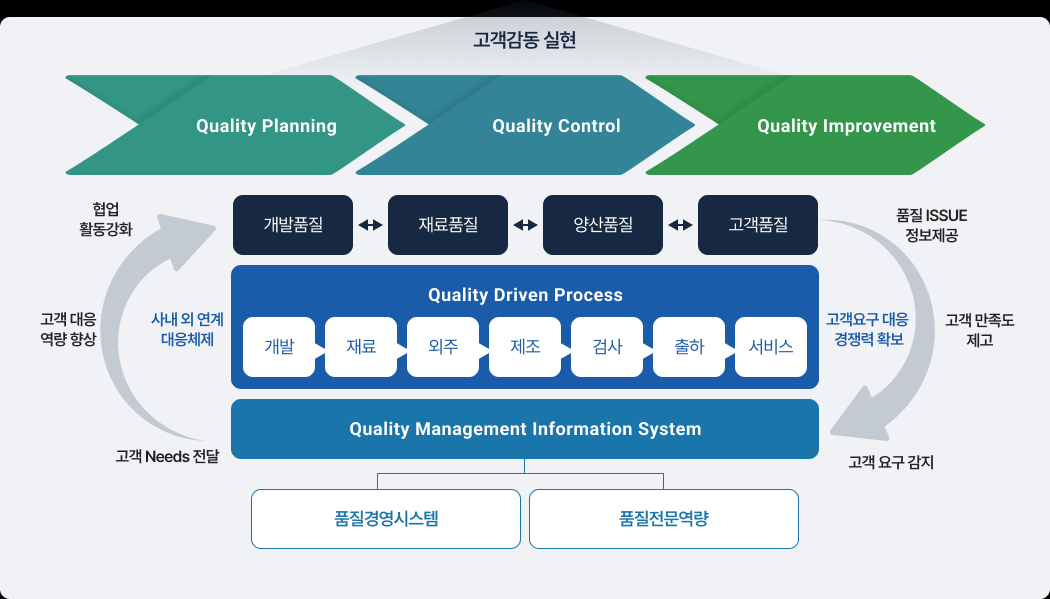 고객감동 실현
Quality Planning
Quality Control
Quality Improvement
협업
활동강화
개발품질
재료품질
양산품질
고객품질
품질 ISSUE
정보제공
Quality Driven Process
고객 대응
역량 향상
사내 외 연계
대응체제
개발
재료
외주
제조
검사
출하
서비스
고객요구 대응
경쟁력 확보
고객 만족도
제고
Quality Management Information System
고객 Needs 전달
고객 요구 감지
품질경영시스템
품질전문역량